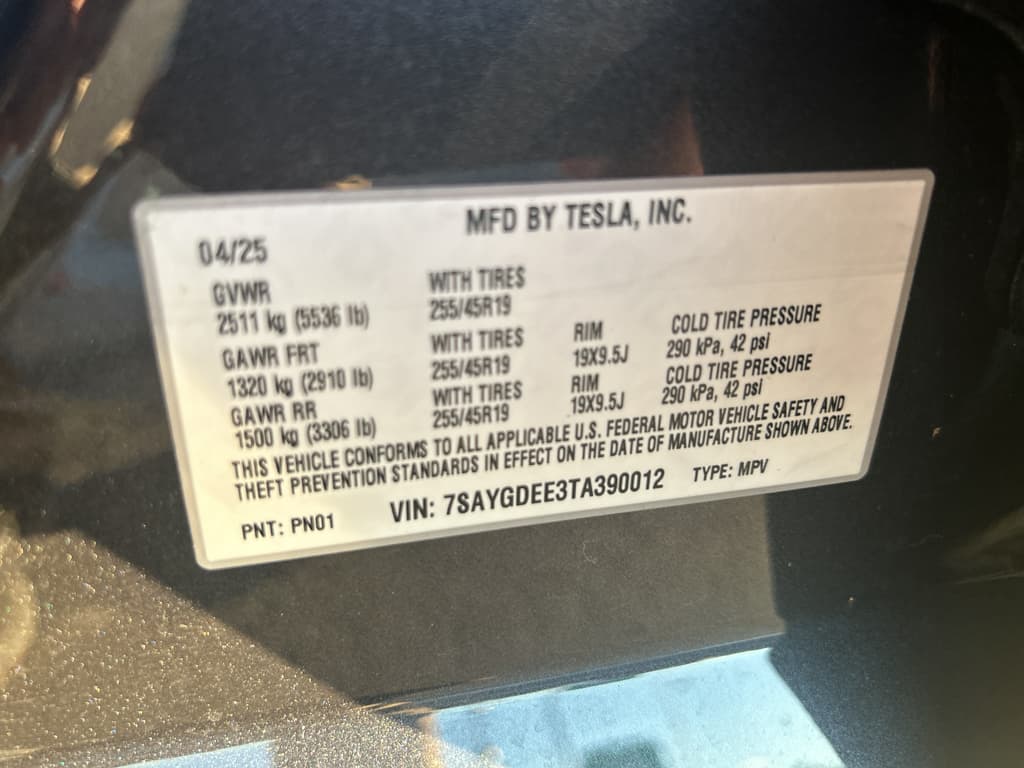 MFD BY TESLA, INC.
04/25
GVWR WITH TIRES
2511 kg (5536 lb) 255/45R19
GAWR FRT WITH TIRES RIM COLD TIRE PRESSURE
1320 kg (2910 lb) 255/45R19 19X9.5J 290 kPa, 42 psi
GAWR RR WITH TIRES RIM COLD TIRE PRESSURE
1500 kg (3306 lb) 255/45R19 19X9.5J 290 kPa, 42 psi
THIS VEHICLE CONFORMS TO ALL APPLICABLE U.S. FEDERAL MOTOR VEHICLE SAFETY AND
THEFT PREVENTION STANDARDS IN EFFECT ON THE DATE OF MANUFACTURE SHOWN ABOVE.
PNT: PN01 VIN: 7SAYGDEE3TA390012 TYPE: MPV